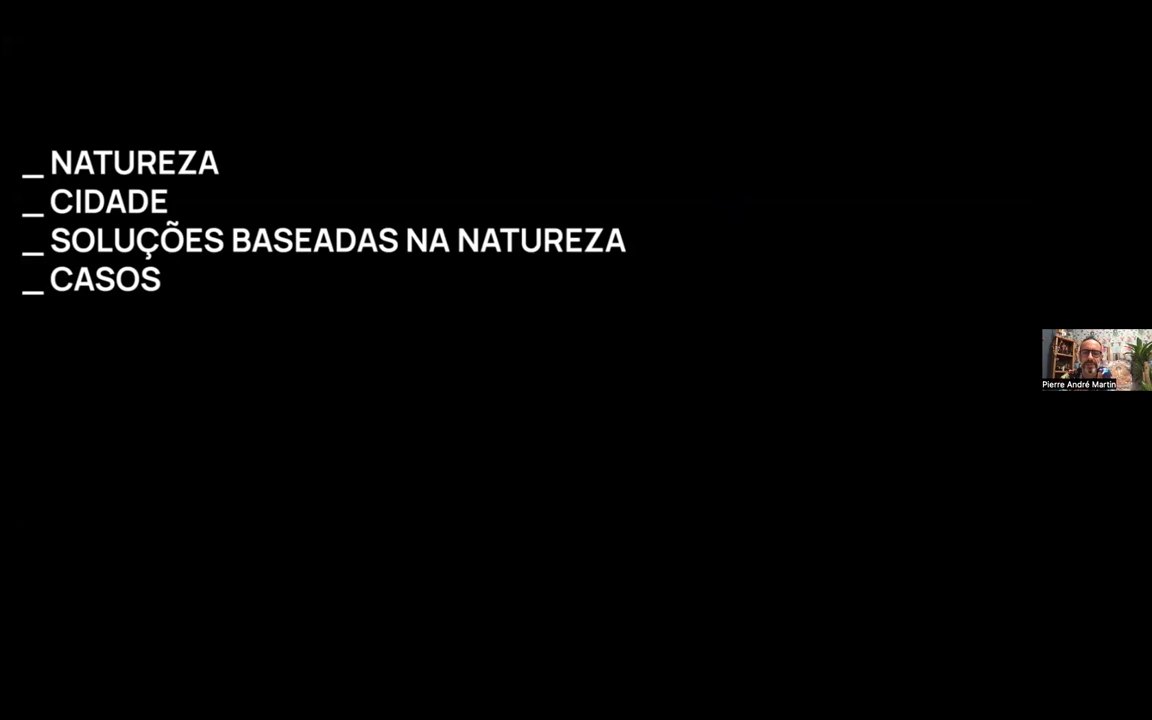 _ NATUREZA
_ CIDADE
_ SOLUÇÕES BASEADAS NA NATUREZA
_ CASOS
Pierre André Martin